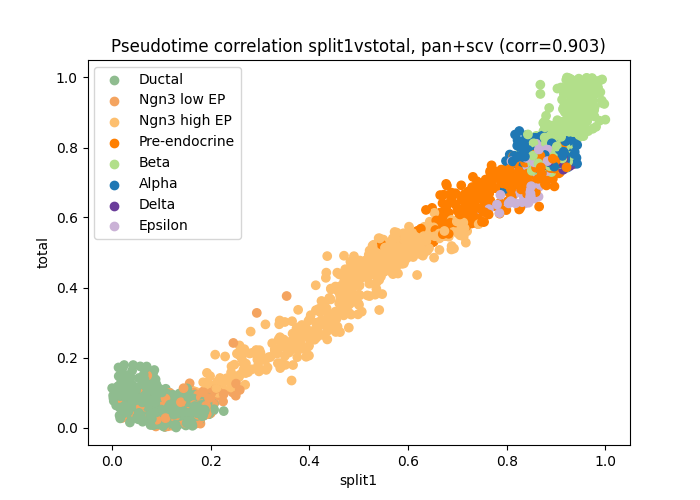 Pseudotime correlation split1vstotal, pan+scv (corr=0.903)
1.0
0.8
0.6
0.4
0.2
0.0
total
Ductal
Ngn3 low EP
Ngn3 high EP
Pre-endocrine
Beta
Alpha
Delta
Epsilon
0.0 0.2 0.4 0.6 0.8 1.0
split1